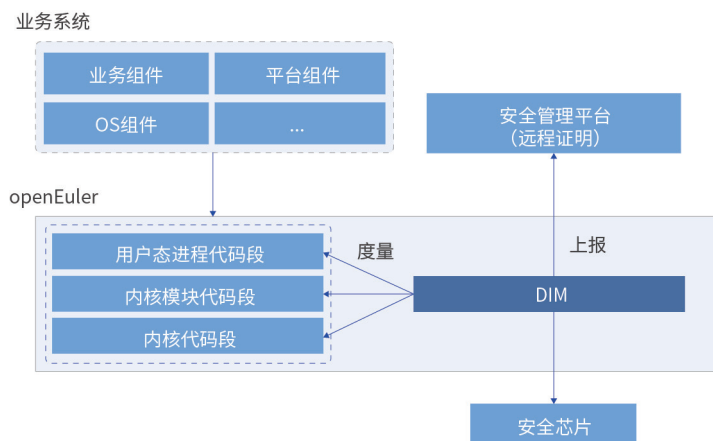 业务系统
业务组件
平台组件
OS组件
...
安全管理平台
（远程证明）
openEuler
用户态进程代码段
度量
上报
内核模块代码段
DIM
内核代码段
安全芯片